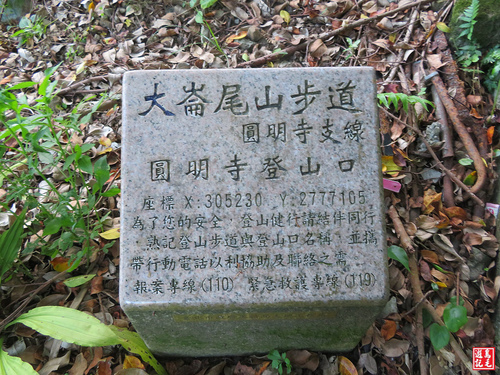 大崙尾山步道
圓明寺支線
圓明寺登山口
座標 X:305230 Y:2777105
為了您的安全,登山健行請結伴同行
,熟記登山步道與登山口名稱,並攜
帶行動電話以利協助及聯絡之需
報案專線(110) 緊急救護專線(119)